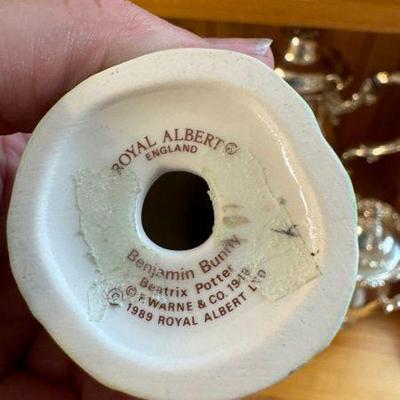 ROYAL ALBERT ®
ENGLAND
Benjamin Bunny
Beatrix Potter
© F. WARNE & CO. 1948
© 1989 ROYAL ALBERT LTD